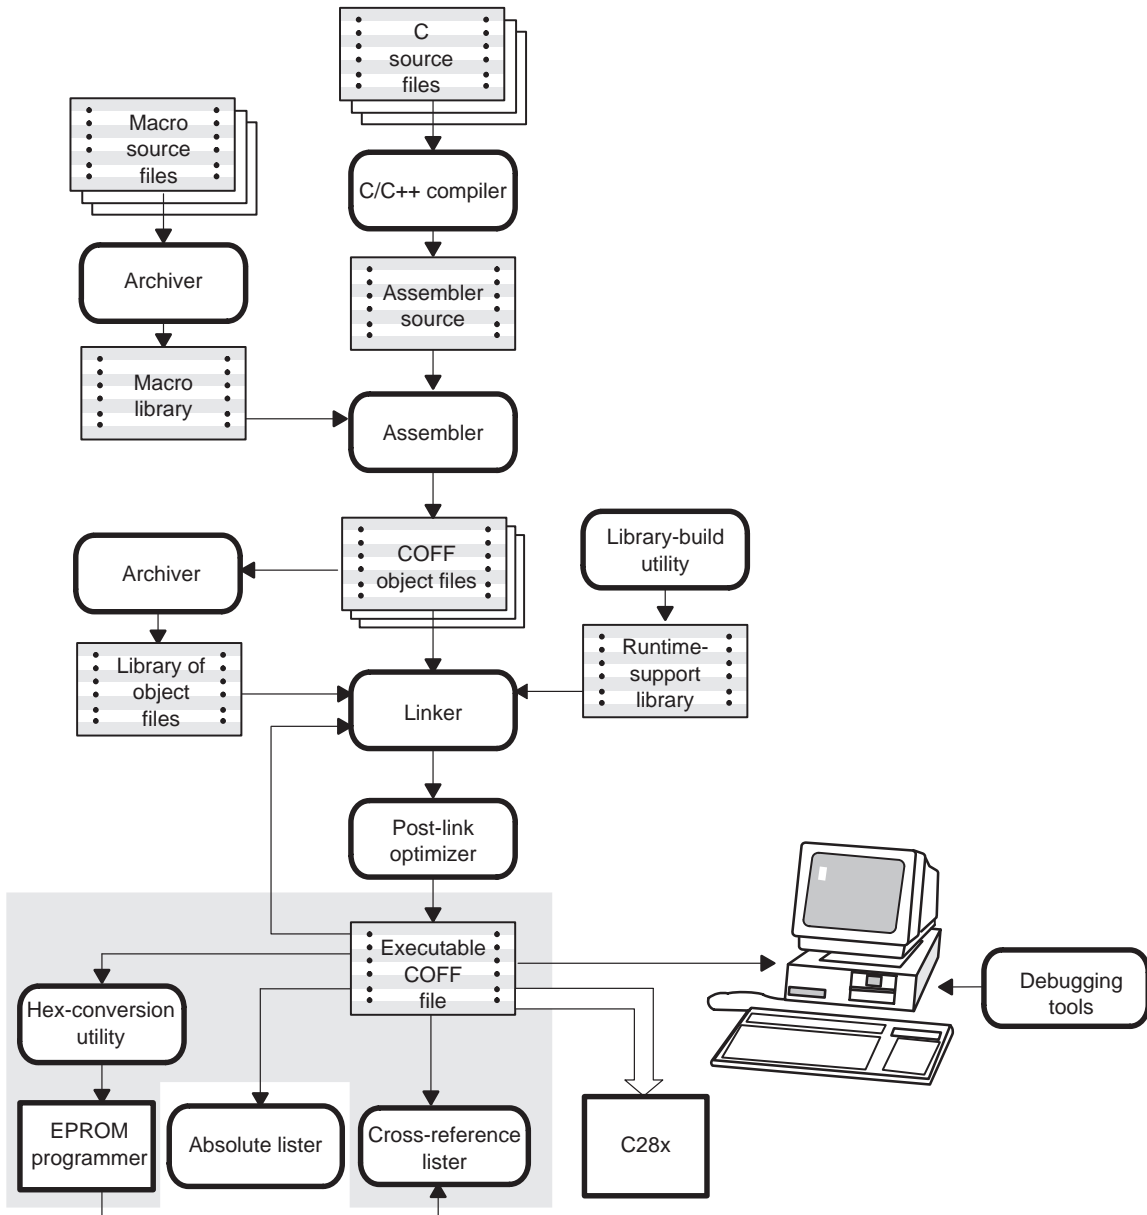 C
source
files
Macro
source
files
C/C++ compiler
Archiver
Assembler
source
Macro
library
Assembler
COFF
object files
Library-build
utility
Archiver
Library of
object
files
Runtime-
support
library
Linker
Post-link
optimizer
Executable
COFF
file
Debugging
tools
Hex-conversion
utility
EPROM
programmer
Absolute lister
Cross-reference
lister
C28x